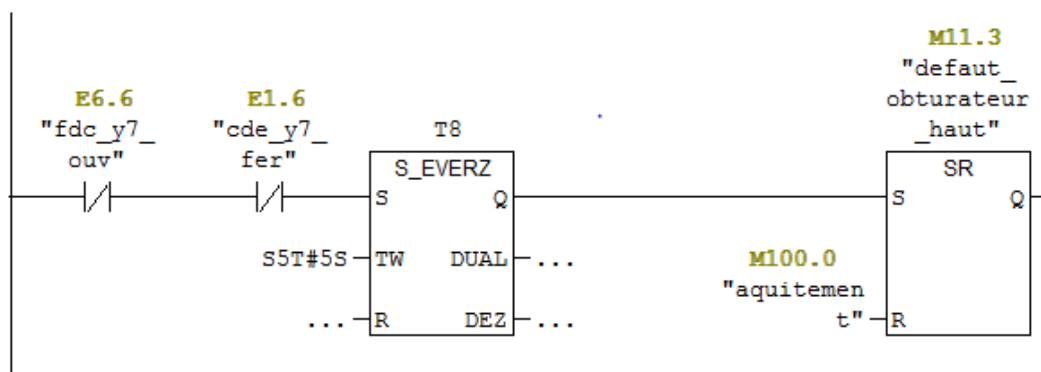 E6.6
"fdc_y7_
ouv"
E1.6
"cde_y7_
fer"
T8
S_EVERZ
S Q
S5T#5S TW DUAL ...
... R DEZ ...
M11.3
"defaut_
obturateur
_haut"
SR
S Q
M100.0
"aquitemen
t" R